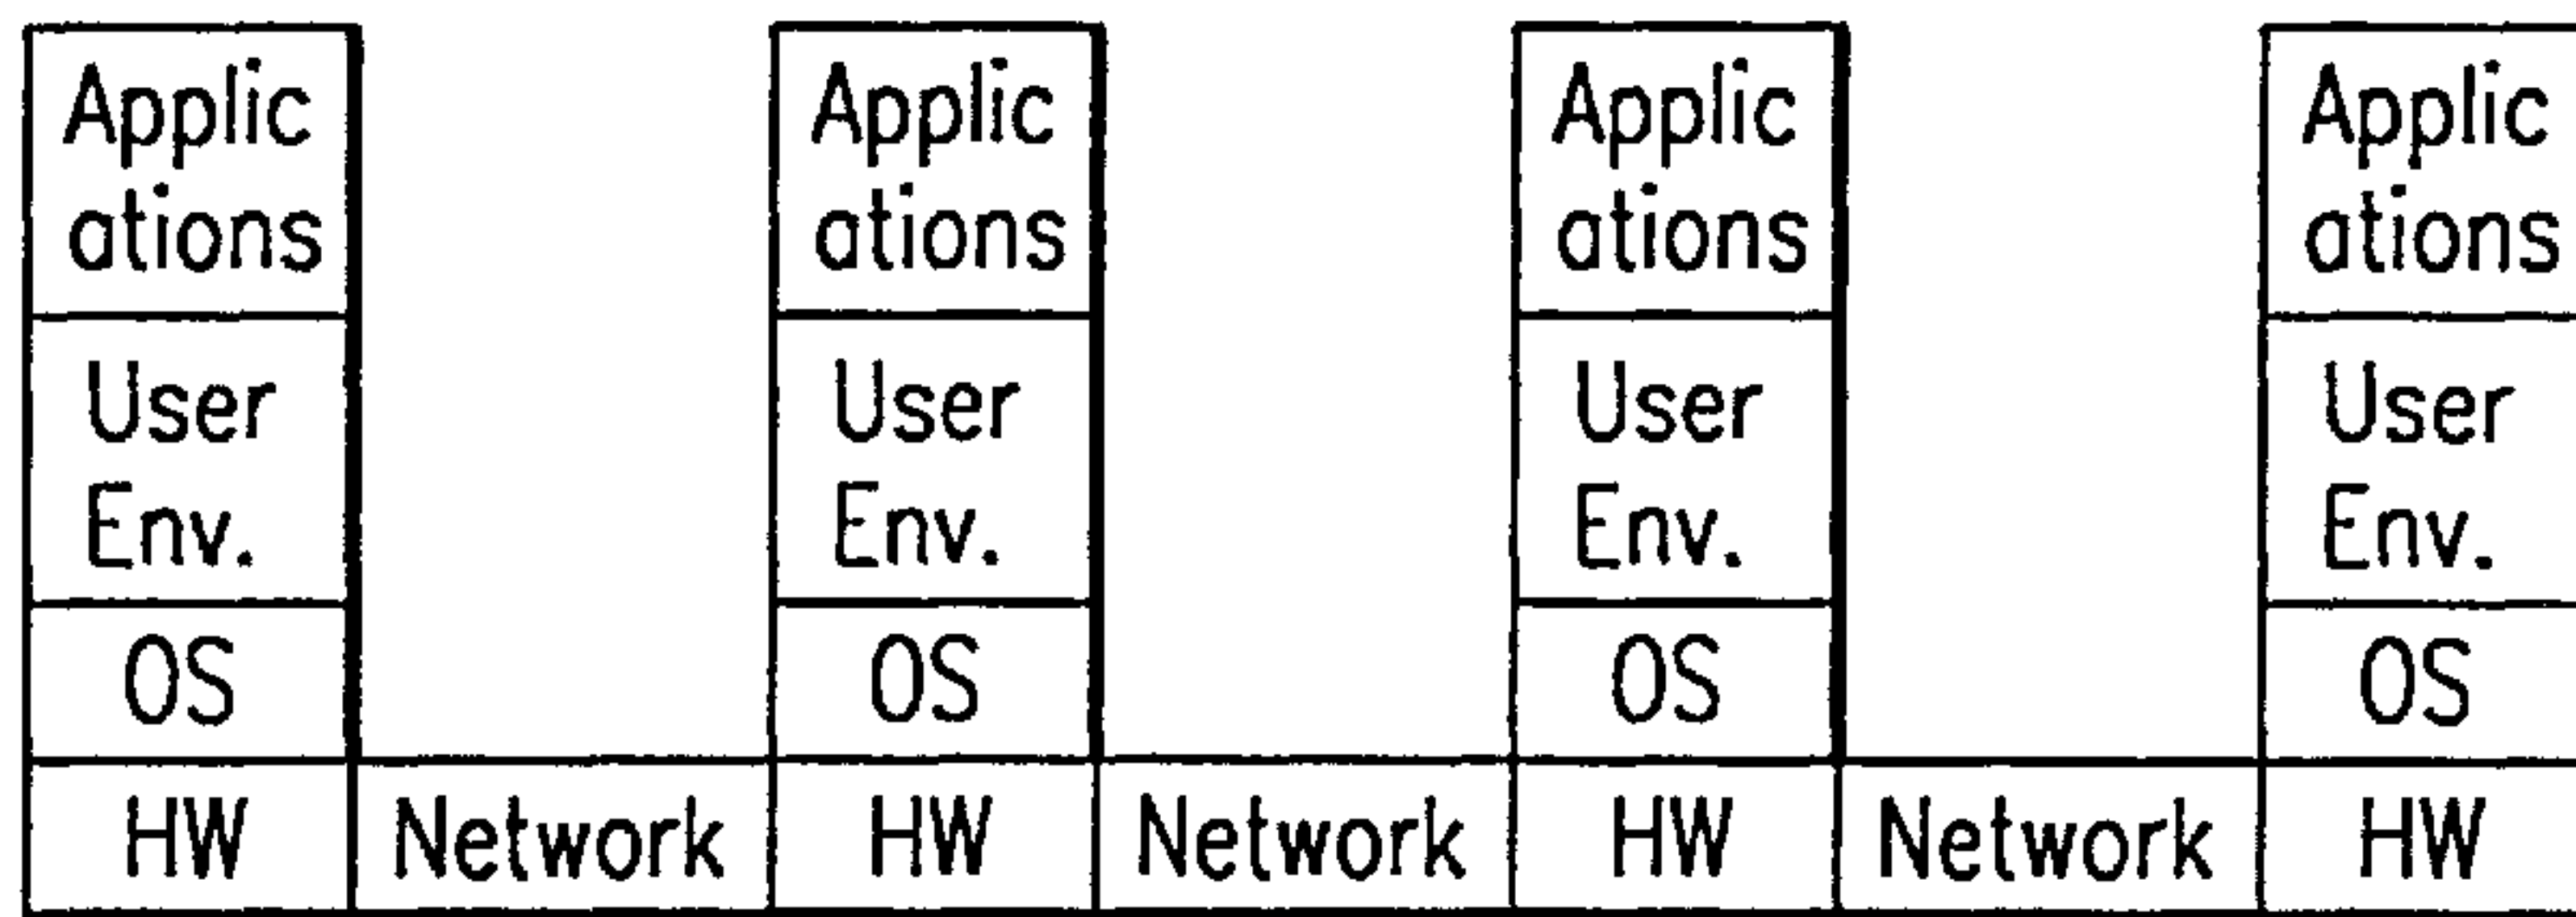 Applic Applic Applic Applic
ations ations ations ations
User User User User
Env. Env. Env. Env.
OS OS OS OS
HW Network HW Network HW Network HW